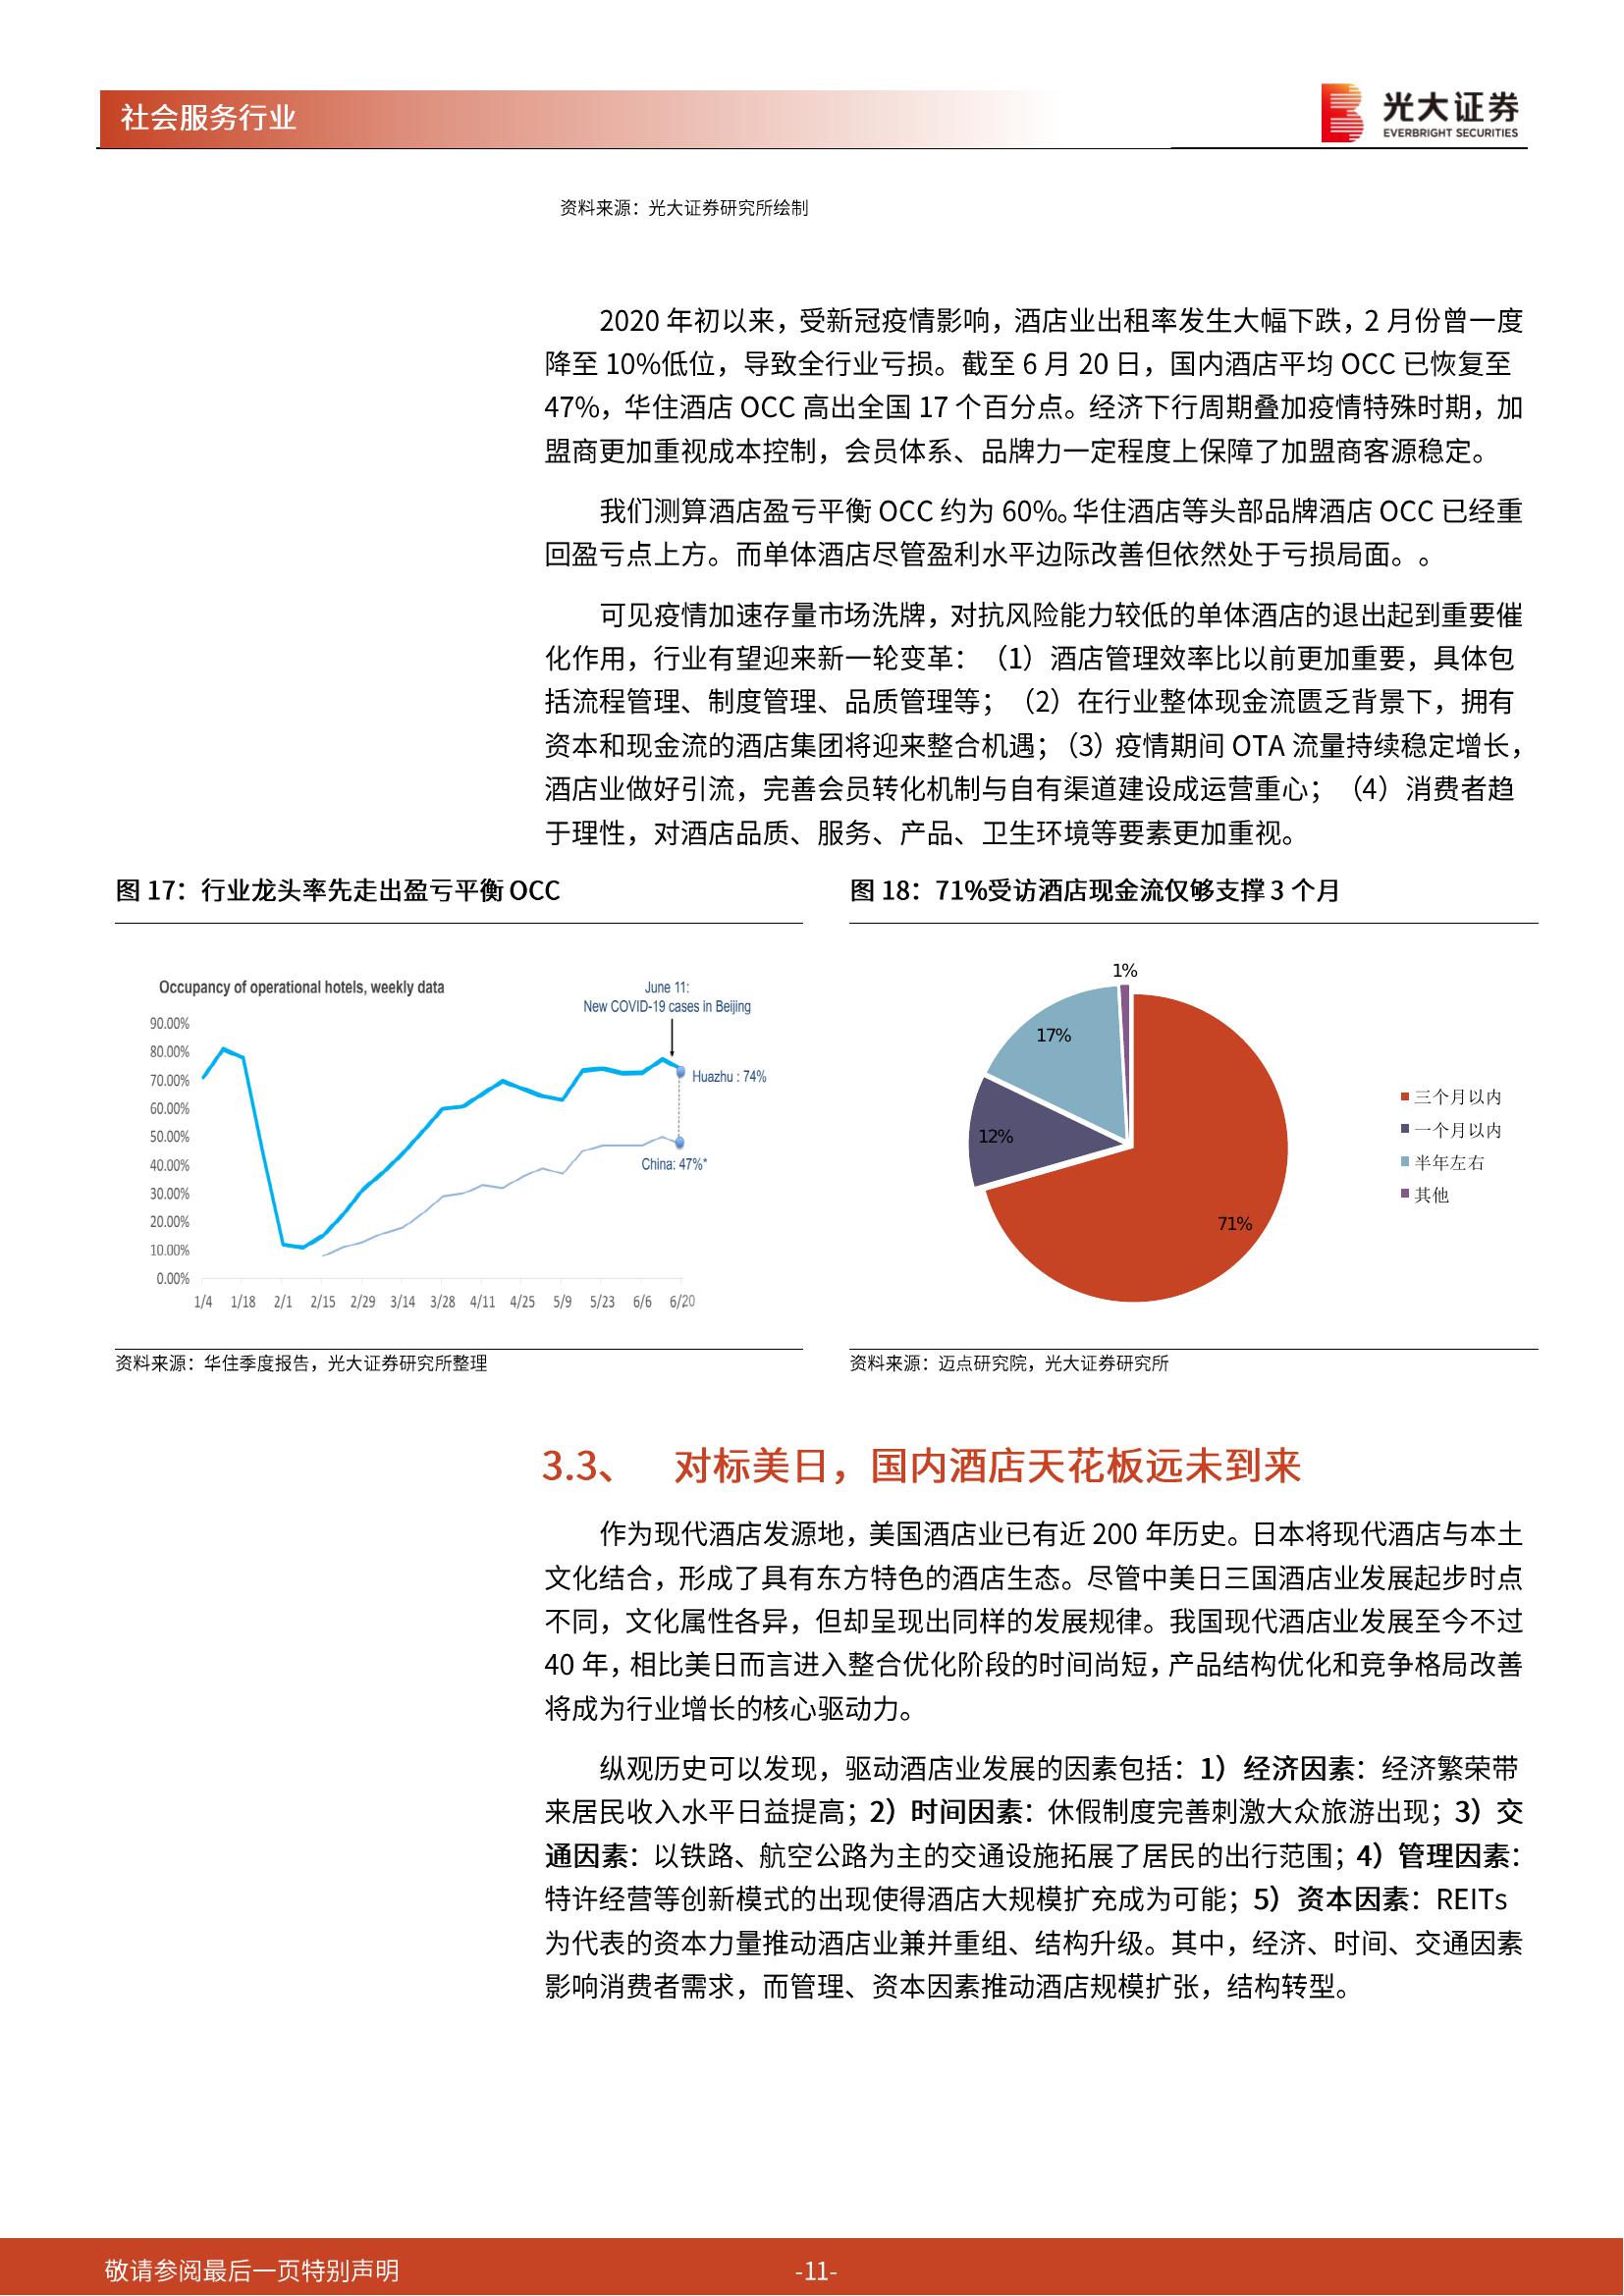 社会服务行业
光大证券
EVERBRIGHT SECURITIES
资料来源：光大证券研究所绘制
2020 年初以来，受新冠疫情影响，酒店业出租率发生大幅下跌，2 月份曾一度
降至 10%低位，导致全行业亏损。截至 6 月 20 日，国内酒店平均 OCC 已恢复至
47%，华住酒店 OCC 高出全国 17 个百分点。经济下行周期叠加疫情特殊时期，加
盟商更加重视成本控制，会员体系、品牌力一定程度上保障了加盟商客源稳定。
我们测算酒店盈亏平衡 OCC 约为 60%。华住酒店等头部品牌酒店 OCC 已经重
回盈亏点上方。而单体酒店尽管盈利水平边际改善但依然处于亏损局面。。
可见疫情加速存量市场洗牌，对抗风险能力较低的单体酒店的退出起到重要催
化作用，行业有望迎来新一轮变革：（1）酒店管理效率比以前更加重要，具体包
括流程管理、制度管理、品质管理等；（2）在行业整体现金流匮乏背景下，拥有
资本和现金流的酒店集团将迎来整合机遇；（3）疫情期间 OTA 流量持续稳定增长，
酒店业做好引流，完善会员转化机制与自有渠道建设成运营重心；（4）消费者趋
于理性，对酒店品质、服务、产品、卫生环境等要素更加重视。
图 17：行业龙头率先走出盈亏平衡 OCC
Occupancy of operational hotels, weekly data
June 11:
New COVID-19 cases in Beijing
90.00%
80.00%
70.00%
60.00%
50.00%
40.00%
30.00%
20.00%
10.00%
0.00%
Huazhu : 74%
China: 47%*
1/4 1/18 2/1 2/15 2/29 3/14 3/28 4/11 4/25 5/9 5/23 6/6 6/20
资料来源：华住季度报告，光大证券研究所整理
图 18：71%受访酒店现金流仅够支撑 3 个月
1%
17%
12%
71%
三个月以内
一个月以内
半年左右
其他
资料来源：迈点研究院，光大证券研究所
3.3、 对标美日，国内酒店天花板远未到来
作为现代酒店发源地，美国酒店业已有近 200 年历史。日本将现代酒店与本土
文化结合，形成了具有东方特色的酒店生态。尽管中美日三国酒店业发展起步时点
不同，文化属性各异，但却呈现出同样的发展规律。我国现代酒店业发展至今不过
40 年，相比美日而言进入整合优化阶段的时间尚短，产品结构优化和竞争格局改善
将成为行业增长的核心驱动力。
纵观历史可以发现，驱动酒店业发展的因素包括：1）经济因素：经济繁荣带
来居民收入水平日益提高；2）时间因素：休假制度完善刺激大众旅游出现；3）交
通因素：以铁路、航空公路为主的交通设施拓展了居民的出行范围；4）管理因素：
特许经营等创新模式的出现使得酒店大规模扩充成为可能；5）资本因素：REITs
为代表的资本力量推动酒店业兼并重组、结构升级。其中，经济、时间、交通因素
影响消费者需求，而管理、资本因素推动酒店规模扩张，结构转型。
敬请参阅最后一页特别声明
-11-